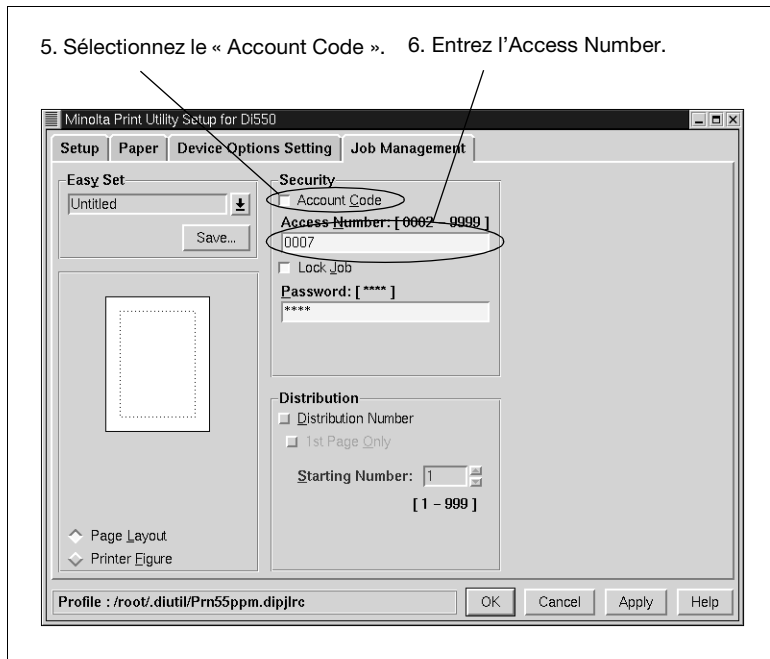 5. Sélectionnez le « Account Code ».
6. Entrez l'Access Number.
Minolta Print Utility Setup for Di550
Setup
Paper
Device Options Setting
Job Management
Easy Set
Untitled
Save...
Page Layout
Printer Figure
Security
Account Code
Access Number: [ 0002 – 9999 ]
0007
Lock Job
Password: [ **** ]
****
Distribution
Distribution Number
1st Page Only
Starting Number: 1
[ 1 – 999 ]
Profile : /root/.diutil/Prn55ppm.dipjlrc
OK
Cancel
Apply
Help